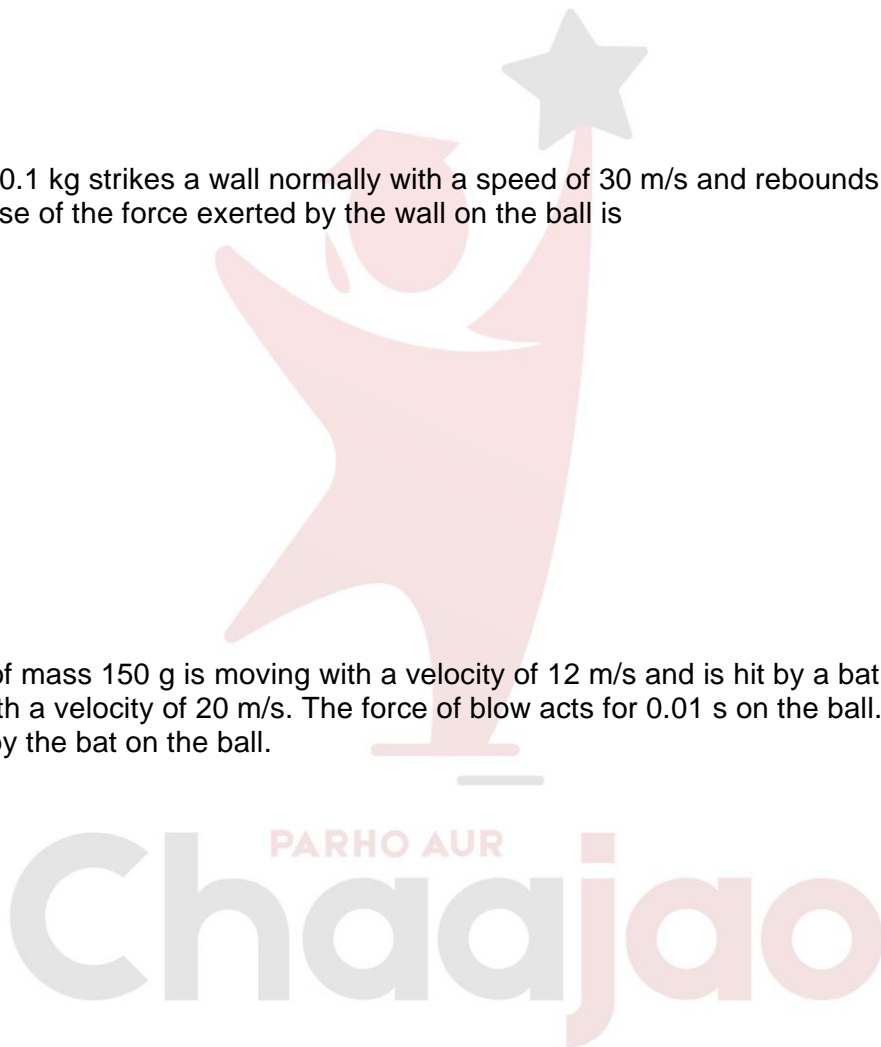 0.1 kg strikes a wall normally with a speed of 30 m/s and rebounds
se of the force exerted by the wall on the ball is
of mass 150 g is moving with a velocity of 12 m/s and is hit by a bat
th a velocity of 20 m/s. The force of blow acts for 0.01 s on the ball.
by the bat on the ball.
PARHO AUR
Chaajao